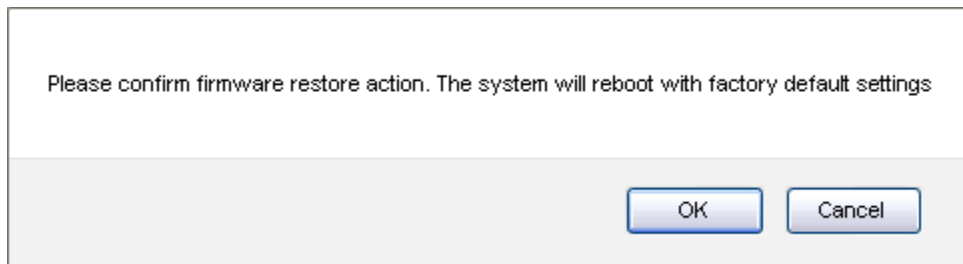 Please confirm firmware restore action. The system will reboot with factory default settings
OK
Cancel